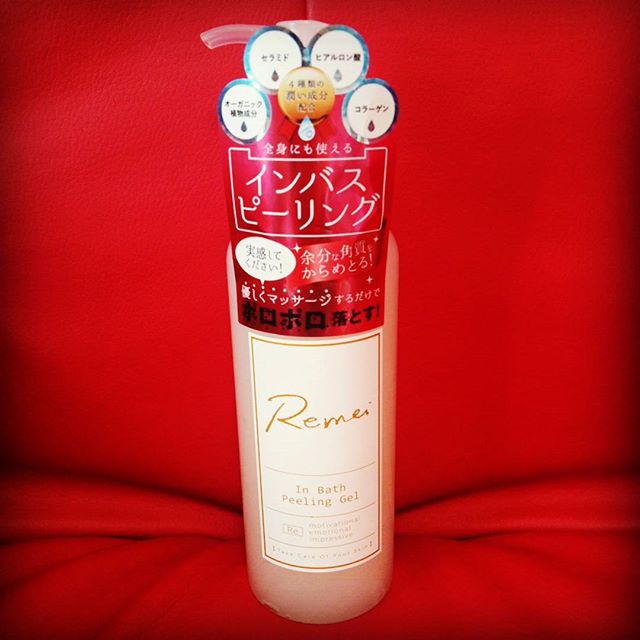 セラミド
ヒアルロン酸
オーガニック
植物成分
4種類の
潤い成分
配合
コラーゲン
全身にも使える
インバス
ピーリング
実感して
ください!
余分な角質を
からめとる!
優しくマッサージするだけで
ポロポロ落とす!
Remei
In Bath
Peeling Gel
Re
motivational
emotional
impressive
[Take Care Of Your Skin]